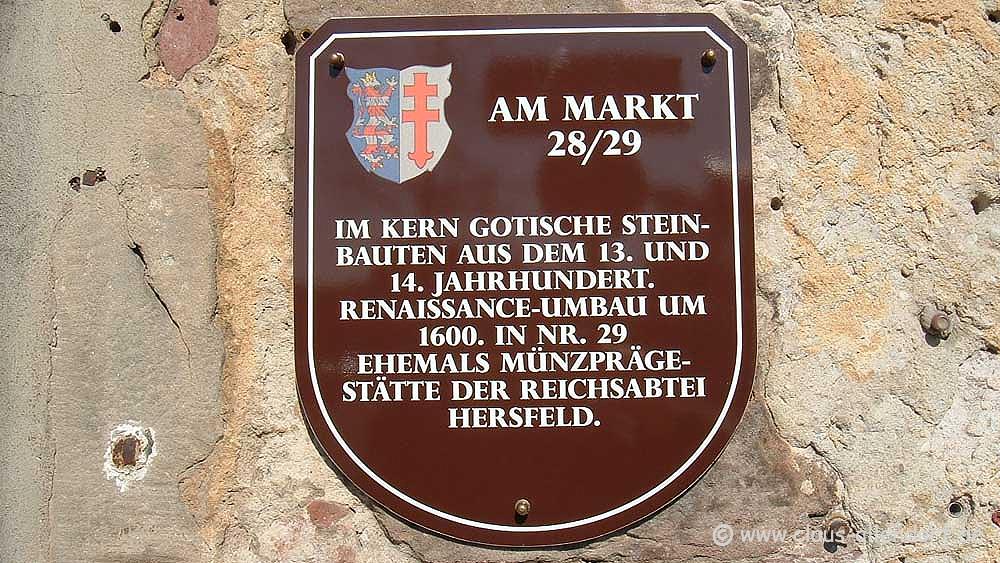 AM MARKT
28/29
IM KERN GOTISCHE STEIN-
BAUTEN AUS DEM 13. UND
14. JAHRHUNDERT.
RENAISSANCE-UMBAU UM
1600. IN NR. 29
EHEMALS MÜNZPRÄGE-
STÄTTE DER REICHSABTEI
HERSFELD.